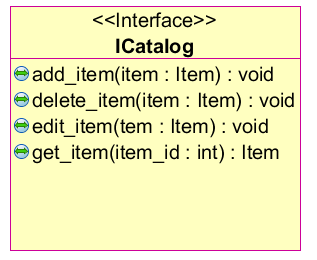 <<Interface>>
ICatalog
add_item(item : Item) : void
delete_item(item : Item) : void
edit_item(tem : Item) : void
get_item(item_id : int) : Item